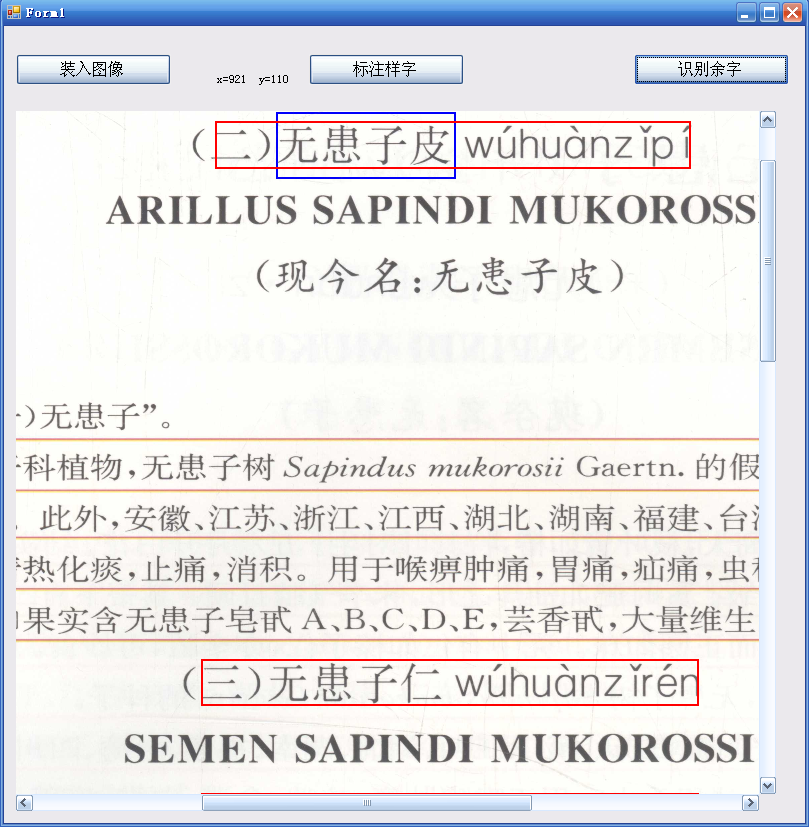 Form1
装入图像 x=921 y=110 标注样字 识别余字
(二)无患子皮 wúhuànzǐpí
ARILLUS SAPINDI MUKOROSSI
(现今名:无患子皮)
)无患子”。
科植物,无患子树 Sapindus mukorosii Gaertn. 的假
。此外,安徽、江苏、浙江、江西、湖北、湖南、福建、台
热化痰,止痛,消积。用于喉痹肿痛,胃痛,疝痛,虫
果实含无患子皂甙 A、B、C、D、E,芸香甙,大量维生
(三)无患子仁 wúhuànzǐrén
SEMEN SAPINDI MUKOROSSI